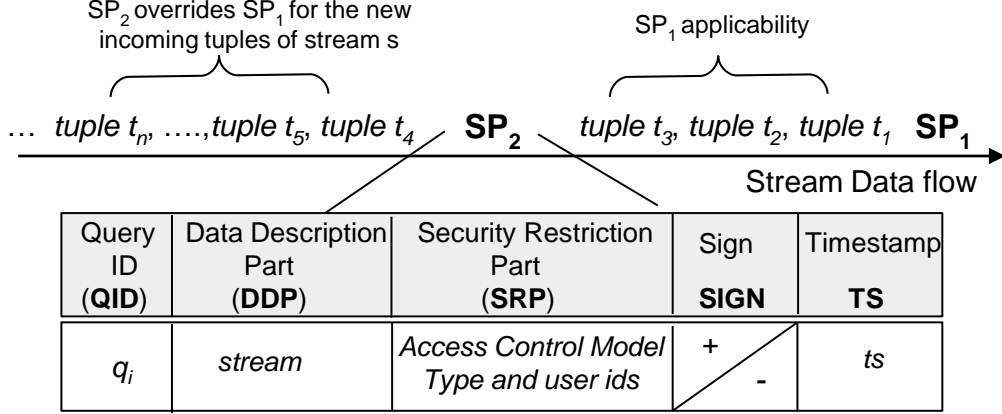 SP2 overrides SP1 for the new
incoming tuples of stream s
SP1 applicability
… tuple tn, ….,tuple t5, tuple t4 SP2 tuple t3, tuple t2, tuple t1 SP1
Stream Data flow
Query ID (QID)
Data Description Part (DDP)
Security Restriction Part (SRP)
Sign SIGN
Timestamp TS
qi
stream
Access Control Model Type and user ids
+
-
ts